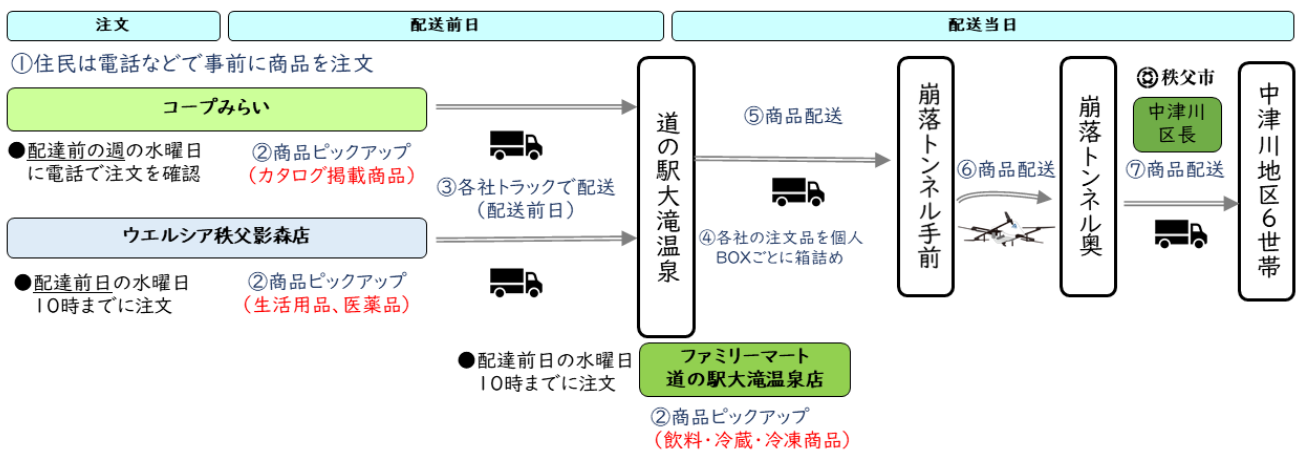 注文
配送前日
配送当日
①住民は電話などで事前に商品を注文
コープみらい
●配達前の週の水曜日
に電話で注文を確認
②商品ピックアップ
(カタログ掲載商品)
③各社トラックで配送
(配送前日)
ウエルシア秩父影森店
●配達前日の水曜日
10時までに注文
②商品ピックアップ
(生活用品、医薬品)
道の駅大滝温泉
●配達前日の水曜日
10時までに注文
ファミリーマート
道の駅大滝温泉店
②商品ピックアップ
(飲料・冷蔵・冷凍商品)
⑤商品配送
④各社の注文品を個人
BOXごとに箱詰め
崩落トンネル手前
⑥商品配送
崩落トンネル奥
秩父市
中津川
区長
⑦商品配送
中津川地区6世帯